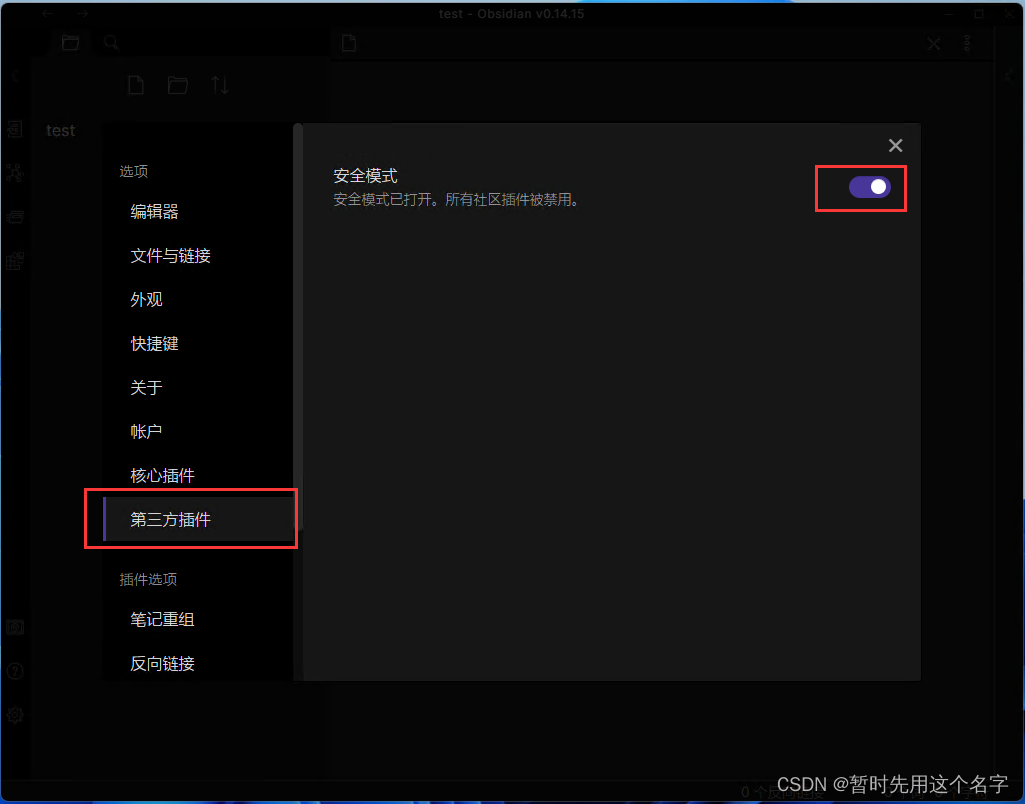 test - Obsidian v0.14.15
test
选项
编辑器
文件与链接
外观
快捷键
关于
帐户
核心插件
第三方插件
插件选项
笔记重组
反向链接
安全模式
安全模式已打开。所有社区插件被禁用。
0 个反向链接
CSDN @暂时先用这个名字